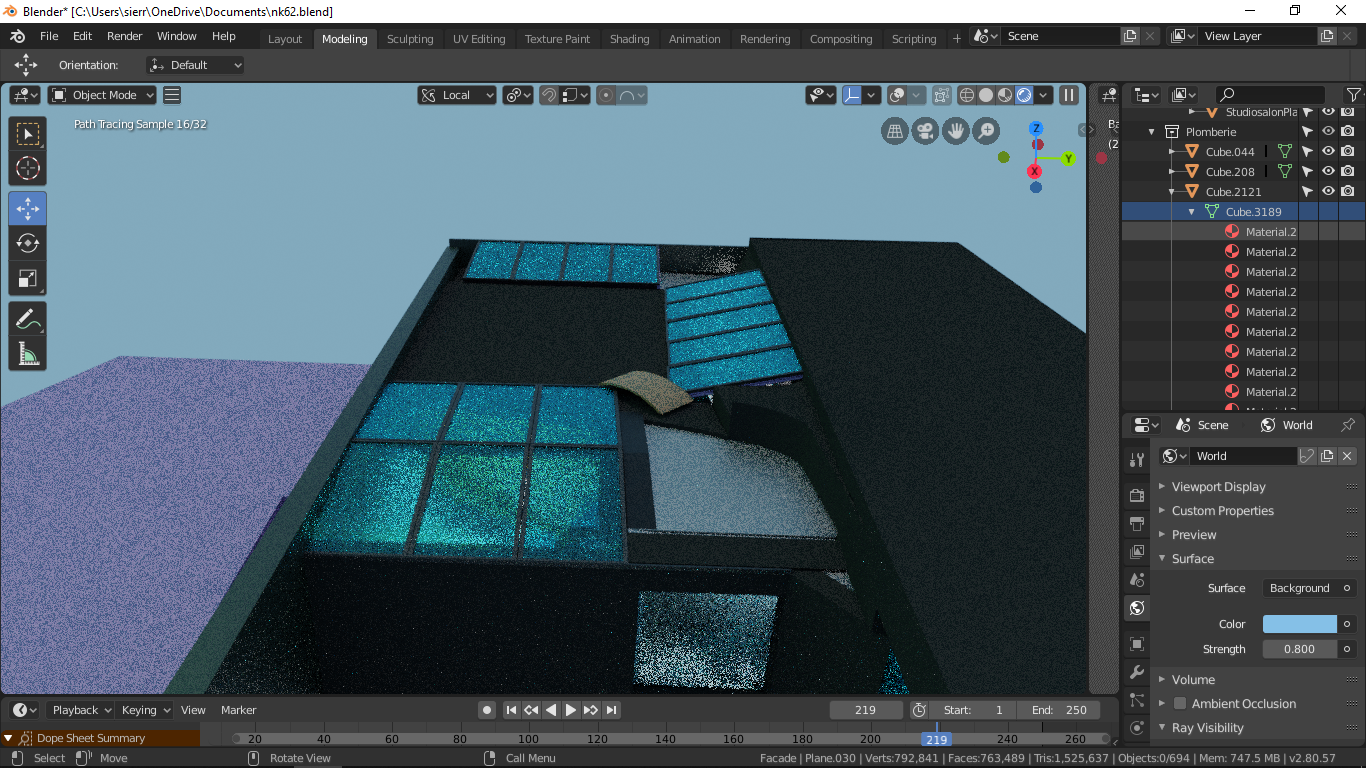 Blender* [C:\Users\sierr\OneDrive\Documents\nk62.blend]
File Edit Render Window Help Layout Modeling Sculpting UV Editing Texture Paint Shading Animation Rendering Compositing Scripting + Scene View Layer
Orientation: Default
Object Mode Local
Path Tracing Sample 16/32
Z
Y
X
Ba
(2
StudiosalonPla
Plomberie
Cube.044
Cube.208
Cube.2121
Cube.3189
Material.2
Material.2
Material.2
Material.2
Material.2
Material.2
Material.2
Material.2
Material.2
Scene World
World
Viewport Display
Custom Properties
Preview
Surface
Surface Background
Color
Strength 0.800
Volume
Ambient Occlusion
Ray Visibility
Playback Keying View Marker 219 Start: 1 End: 250
Dope Sheet Summary 20 40 60 80 100 120 140 160 180 200 219 240 260
Select Move Rotate View Call Menu Facade | Plane.030 | Verts:792,841 | Faces:763,489 | Tris:1,525,637 | Objects:0/694 | Mem: 747.5 MB | v2.80.57